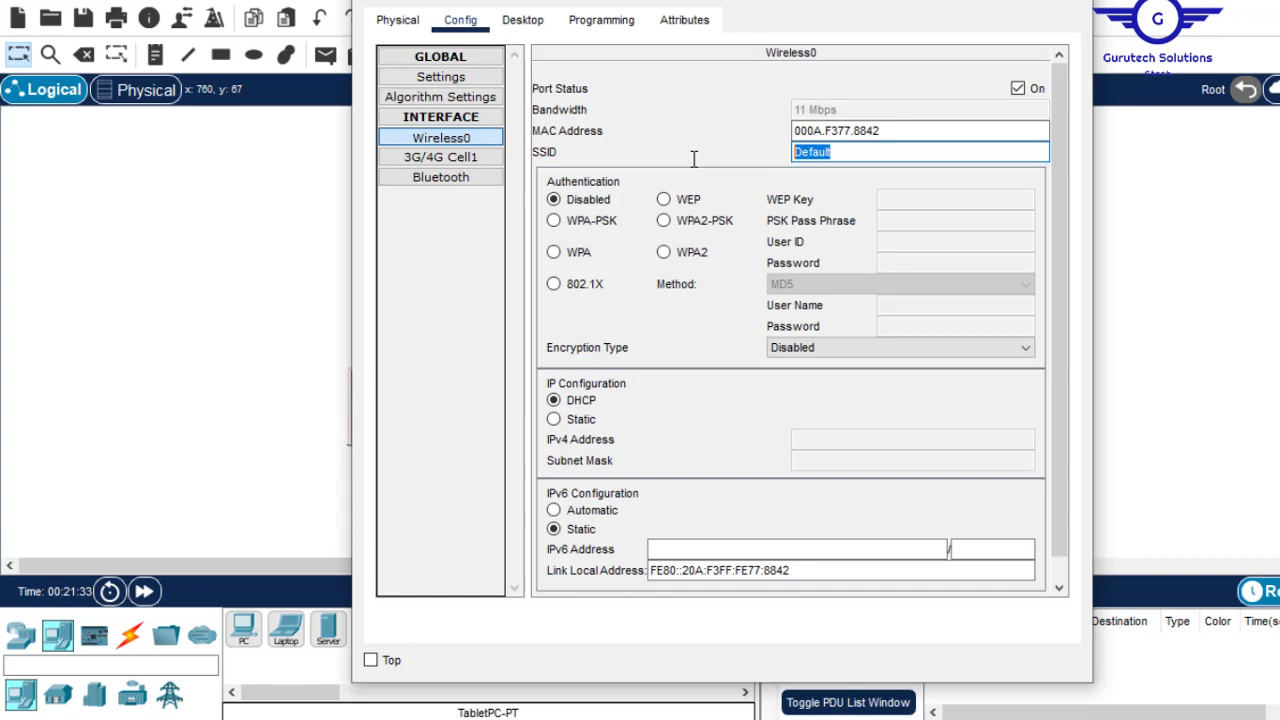 Physical Config Desktop Programming Attributes
G
Gurutech Solutions
Logical Physical x: 760, y: 67
Root
GLOBAL
Settings
Algorithm Settings
INTERFACE
Wireless0
3G/4G Cell1
Bluetooth
Wireless0
Port Status On
Bandwidth 11 Mbps
MAC Address 000A.F377.8842
SSID Default
Authentication
Disabled WEP WEP Key
WPA-PSK WPA2-PSK PSK Pass Phrase
User ID
WPA WPA2
Password
802.1X Method: MD5
User Name
Password
Encryption Type Disabled
IP Configuration
DHCP
Static
IPv4 Address
Subnet Mask
IPv6 Configuration
Automatic
Static
IPv6 Address /
Link Local Address: FE80::20A:F3FF:FE77:8842
Time: 00:21:33
PC Laptop Server
Destination Type Color Time(s
Top
Toggle PDU List Window
TabletPC-PT